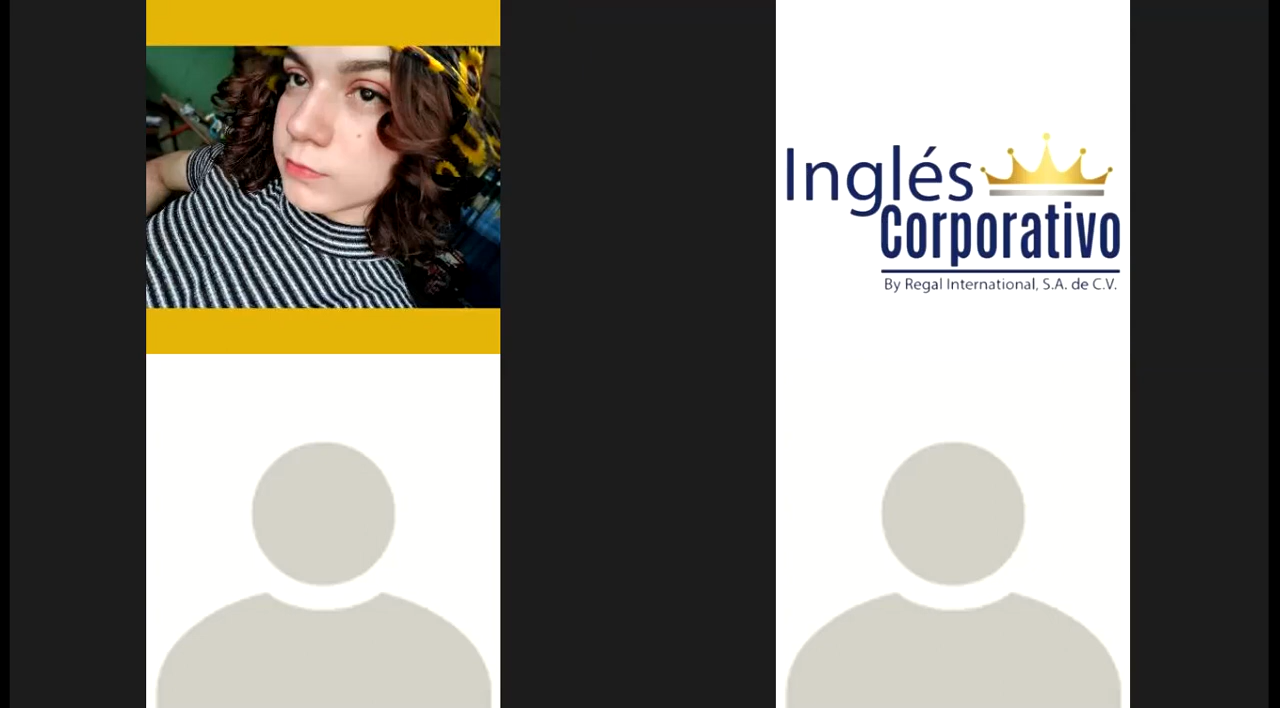 Inglés
Corporativo
By Regal International, S.A. de C.V.